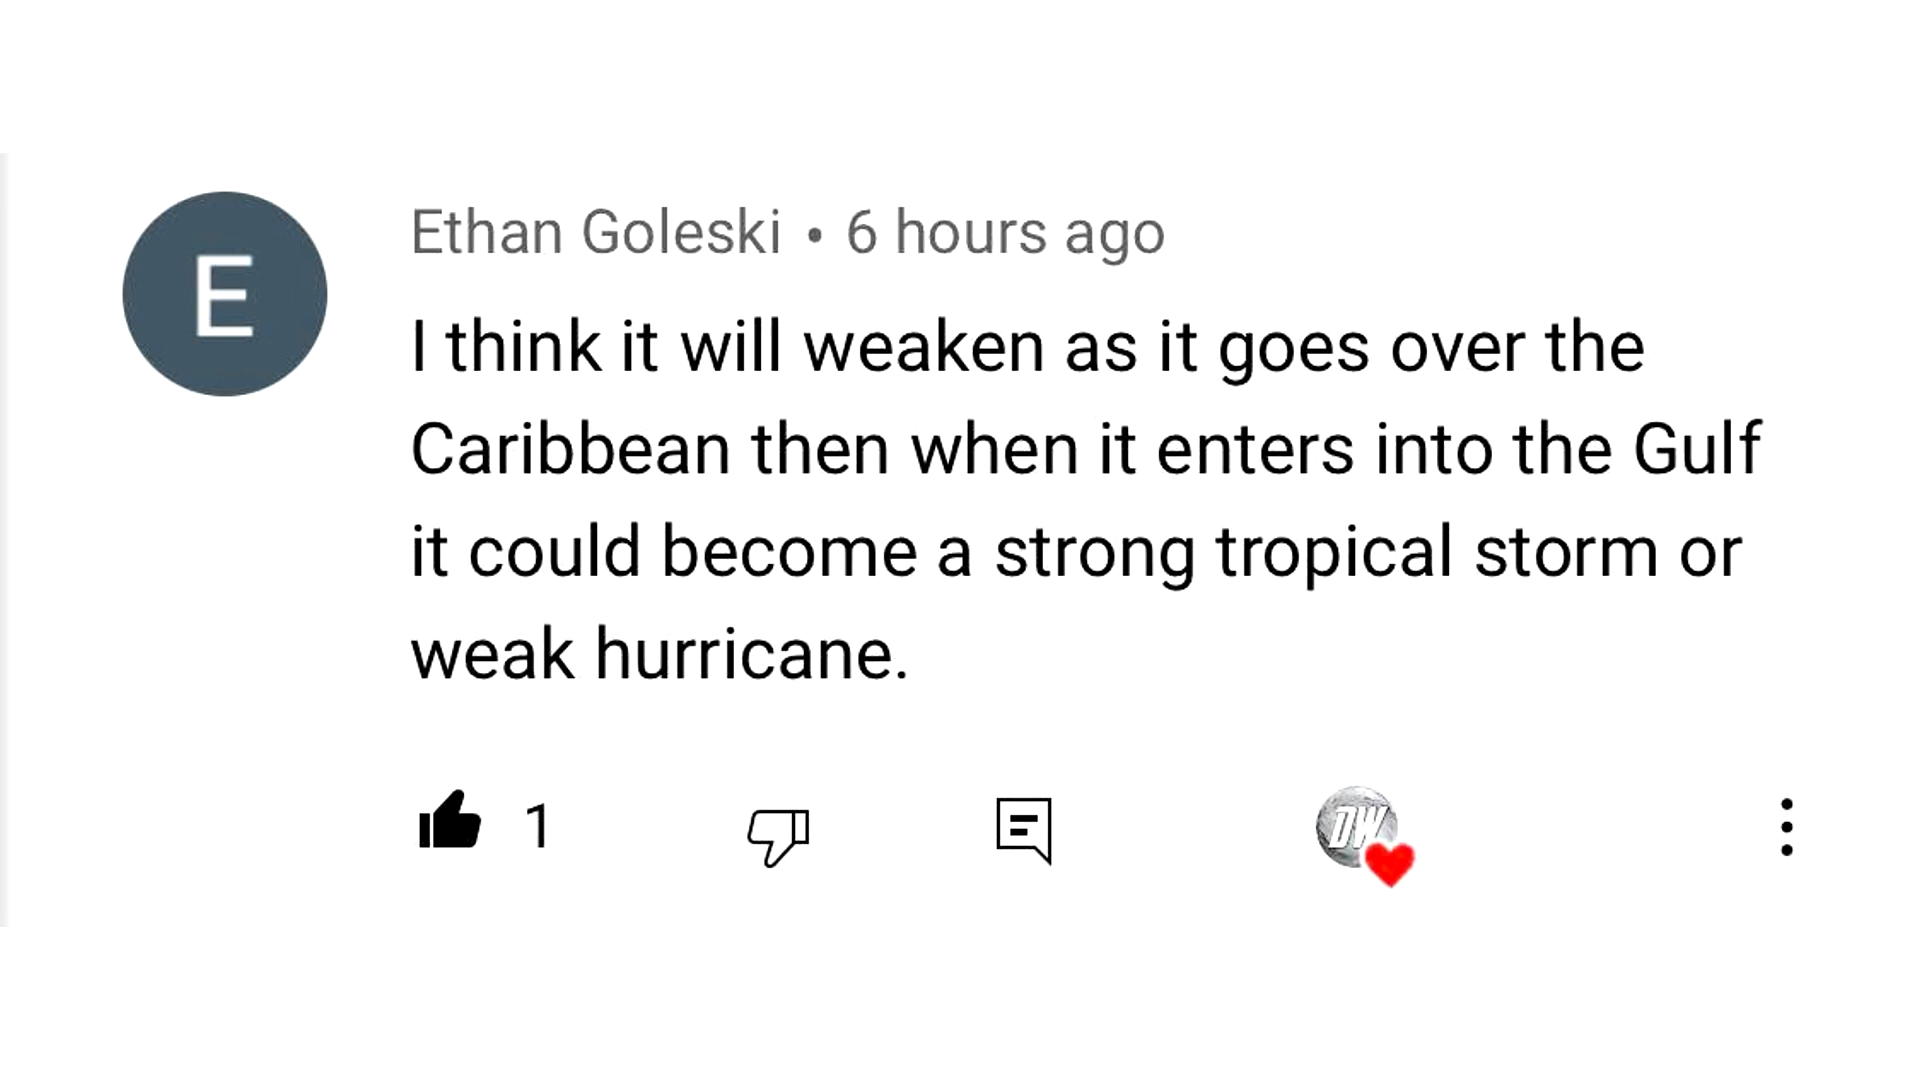 E
Ethan Goleski • 6 hours ago
I think it will weaken as it goes over the
Caribbean then when it enters into the Gulf
it could become a strong tropical storm or
weak hurricane.
1
DW